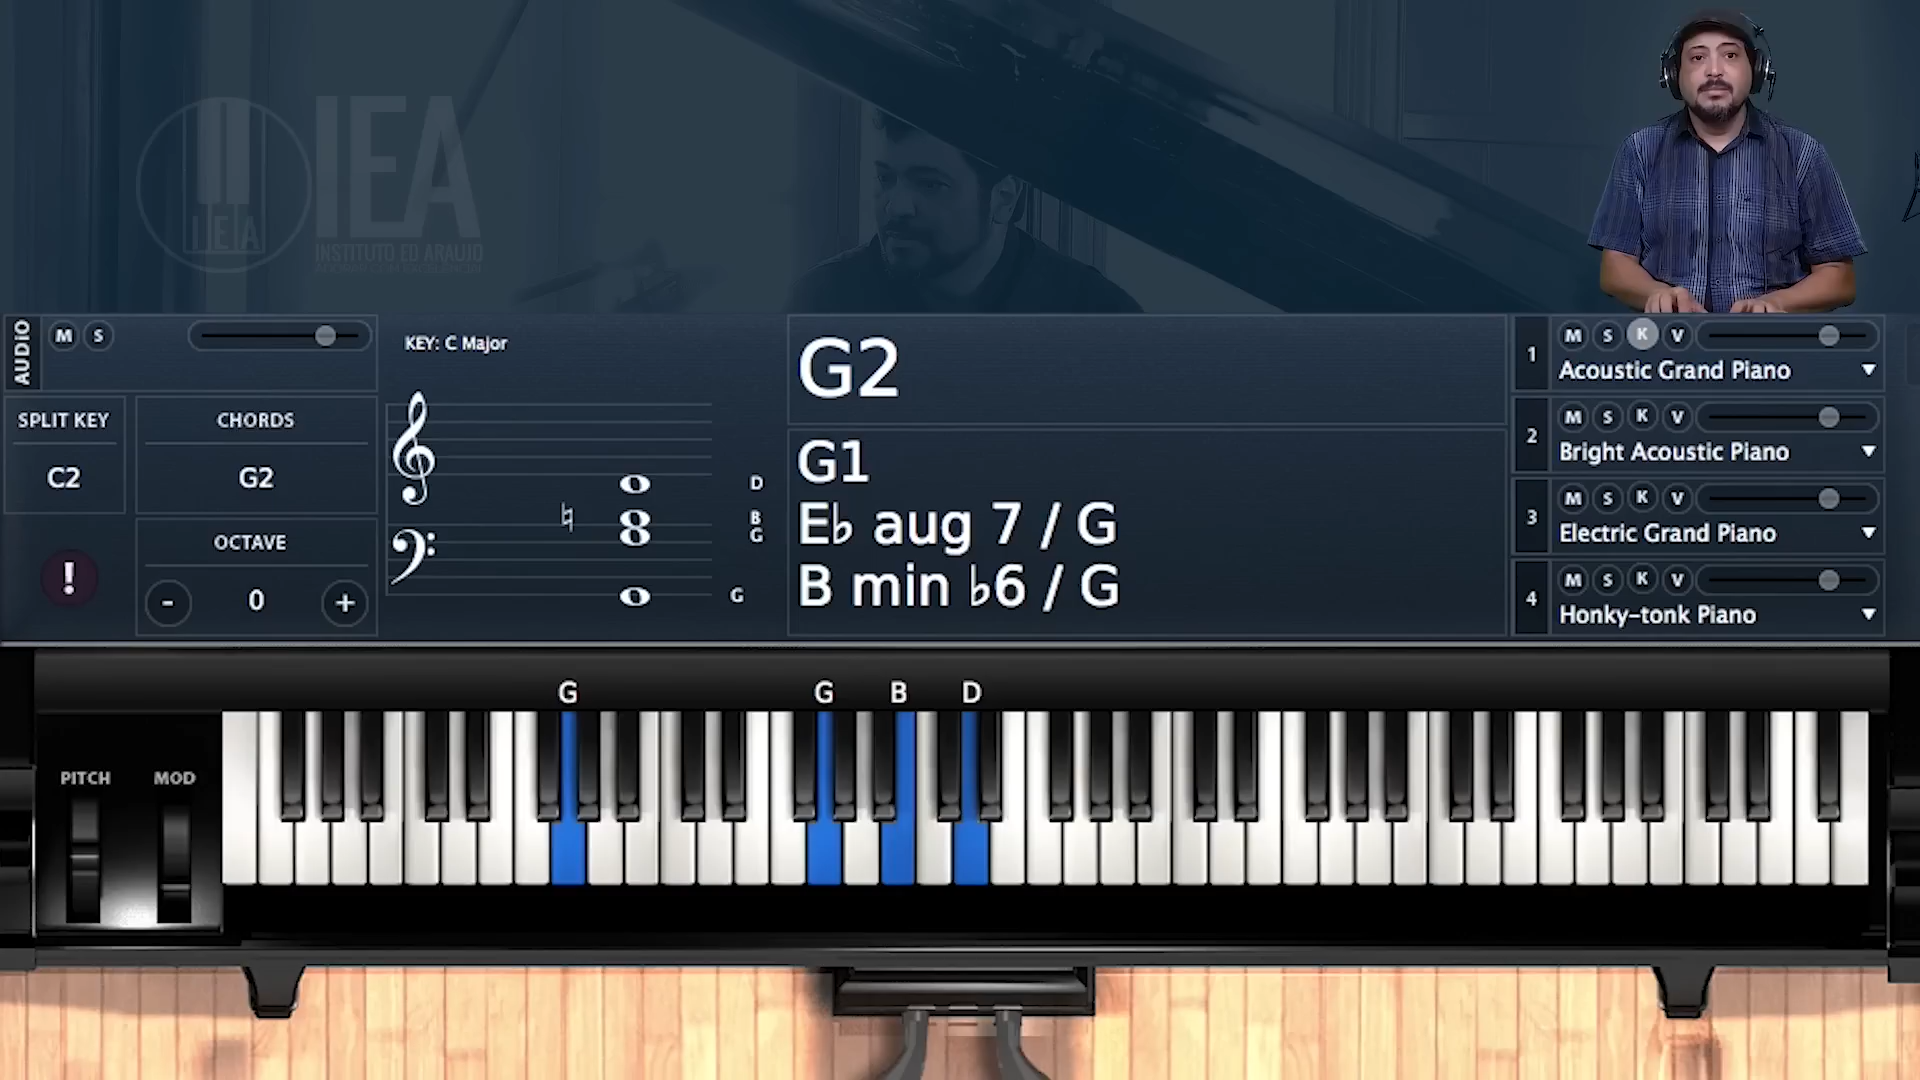 IEA
IEA
INSTITUTO ED ARAUJO
AUDIO
M S
KEY: C Major
SPLIT KEY
C2
CHORDS
G2
OCTAVE
- 0 +
!
D
B
G
G
G2
G1
E♭ aug 7 / G
B min ♭6 / G
1
M S K V
Acoustic Grand Piano
2
M S K V
Bright Acoustic Piano
3
M S K V
Electric Grand Piano
4
M S K V
Honky-tonk Piano
G G B D
PITCH MOD